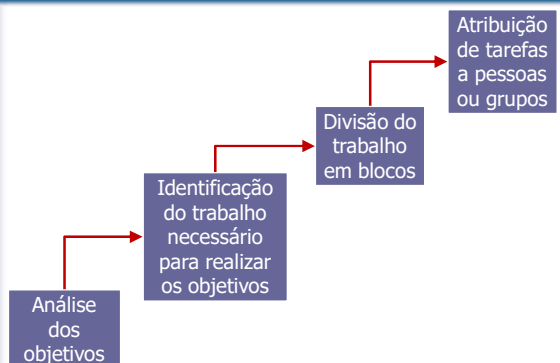 Atribuição
de tarefas
a pessoas
ou grupos
Divisão do
trabalho
em blocos
Identificação
do trabalho
necessário
para realizar
os objetivos
Análise
dos
objetivos